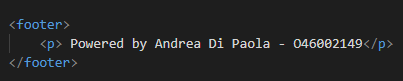 <footer>
<p> Powered by Andrea Di Paola - O46002149</p>
</footer>